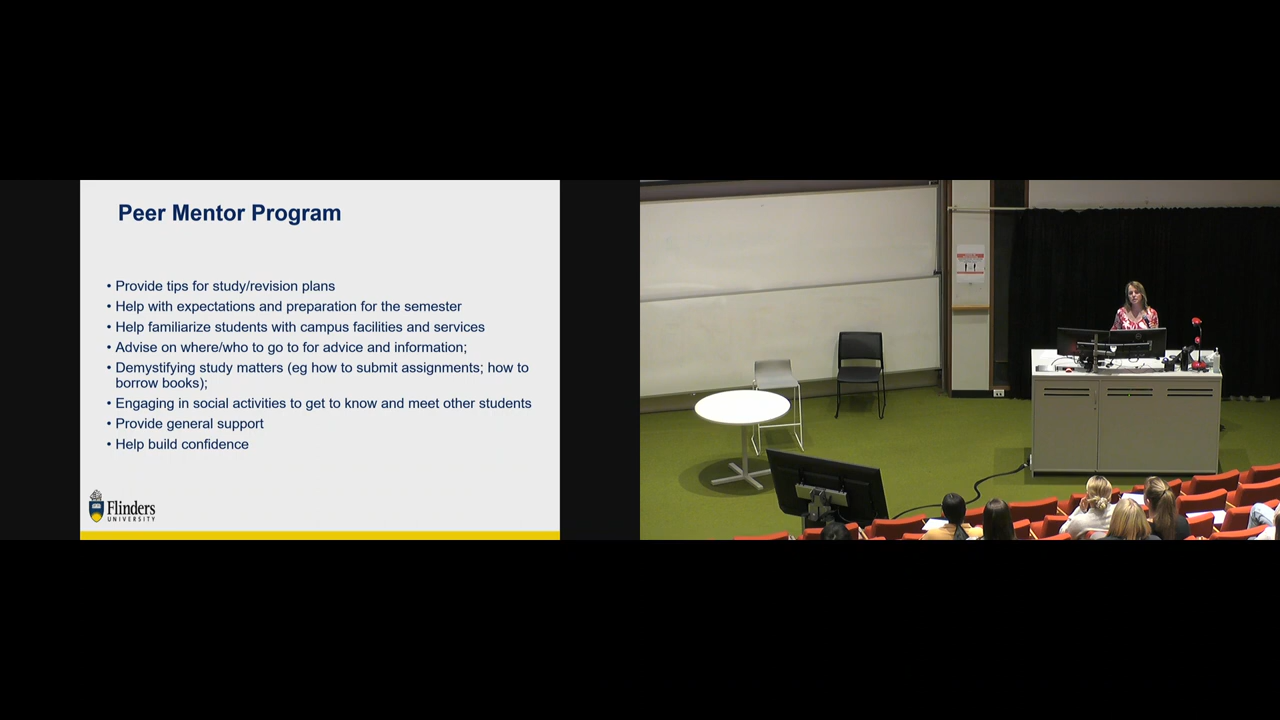 Peer Mentor Program
• Provide tips for study/revision plans
• Help with expectations and preparation for the semester
• Help familiarize students with campus facilities and services
• Advise on where/who to go to for advice and information;
• Demystifying study matters (eg how to submit assignments; how to
borrow books);
• Engaging in social activities to get to know and meet other students
• Provide general support
• Help build confidence
Flinders
UNIVERSITY